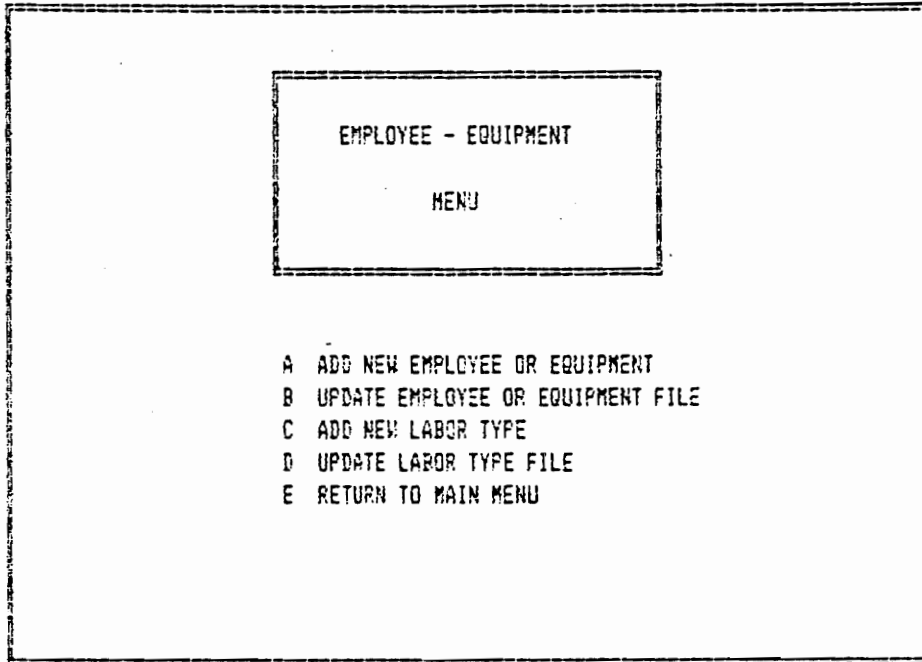 EMPLOYEE - EQUIPMENT
MENU
A ADD NEW EMPLOYEE OR EQUIPMENT
B UPDATE EMPLOYEE OR EQUIPMENT FILE
C ADD NEW LABOR TYPE
D UPDATE LABOR TYPE FILE
E RETURN TO MAIN MENU